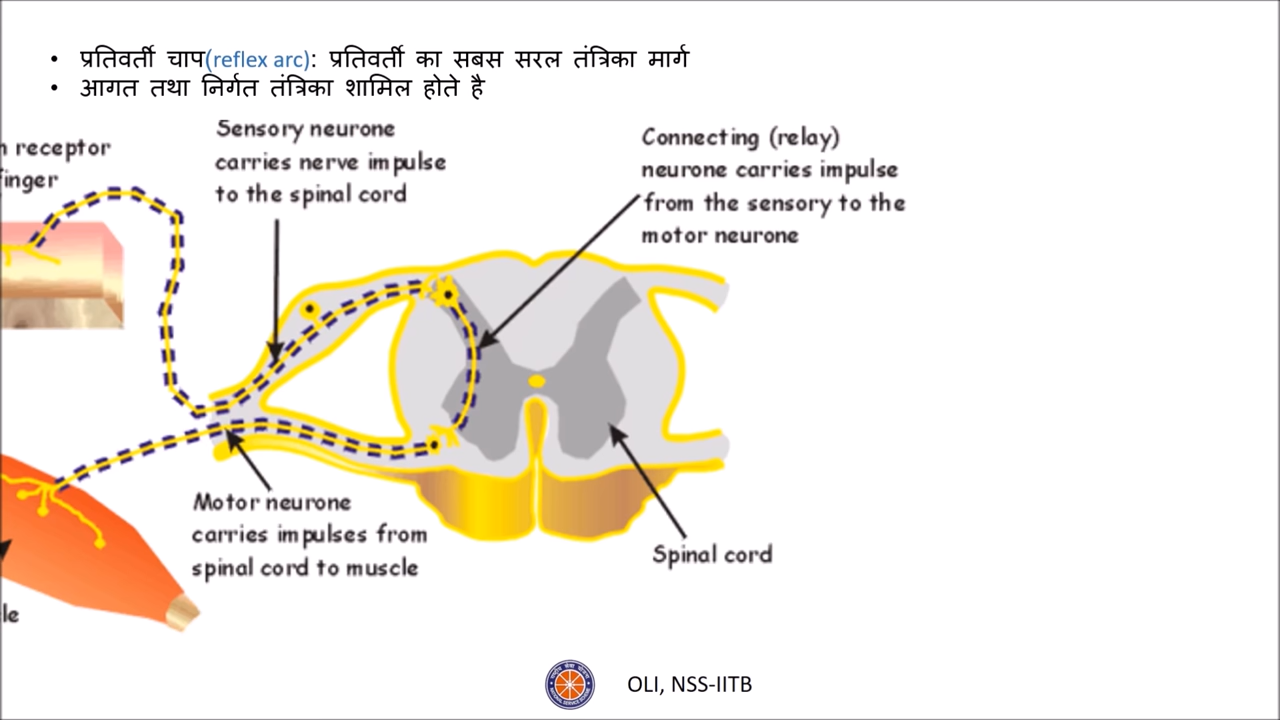 • प्रतिवर्ती चाप(reflex arc): प्रतिवर्ती का सबस सरल तंत्रिका मार्ग
• आगत तथा निर्गत तंत्रिका शामिल होते है
receptor
finger
Sensory neurone
carries nerve impulse
to the spinal cord
Connecting (relay)
neurone carries impulse
from the sensory to the
motor neurone
Motor neurone
carries impulses from
spinal cord to muscle
Spinal cord
OLI, NSS-IITB